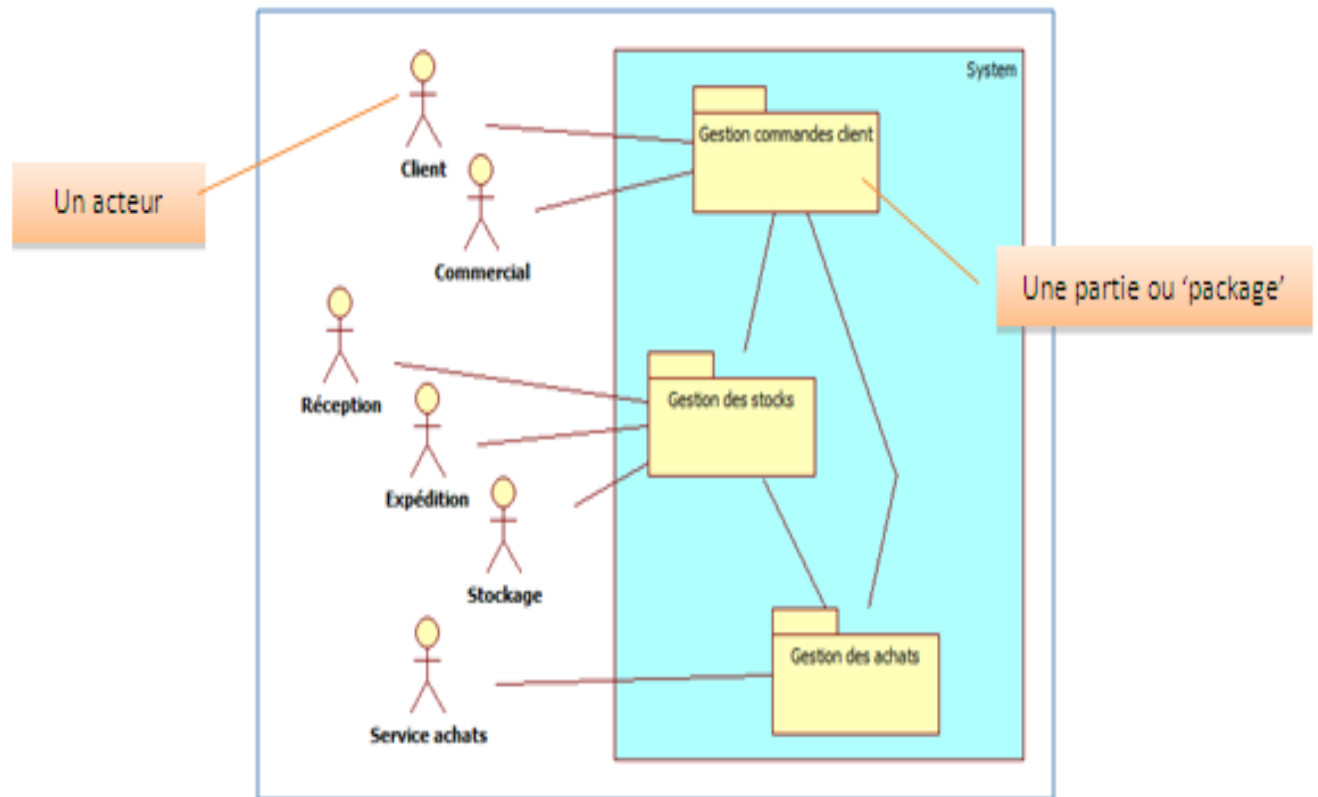 System
Gestion commandes client
Client
Un acteur
Commercial
Une partie ou ‘package’
Réception
Gestion des stocks
Expédition
Stockage
Gestion des achats
Service achats